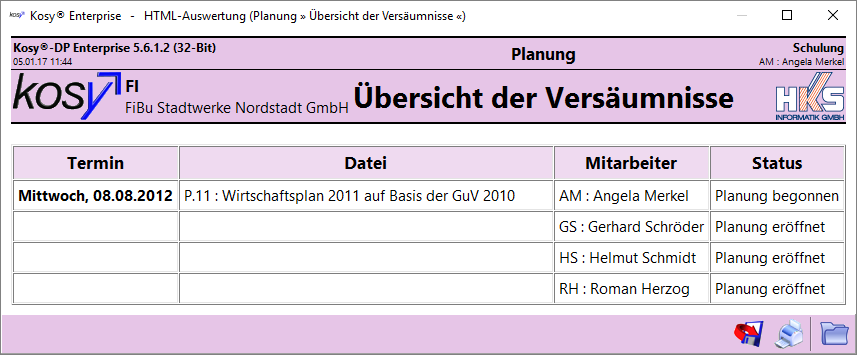 Kosy® Enterprise - HTML-Auswertung (Planung » Übersicht der Versäumnisse «)
Kosy®-DP Enterprise 5.6.1.2 (32-Bit) Planung Schulung
05.01.17 11:44 AM : Angela Merkel
kosy FI
FiBu Stadtwerke Nordstadt GmbH Übersicht der Versäumnisse HKS
INFORMATIK GMBH
Termin Datei Mitarbeiter Status
Mittwoch, 08.08.2012 P.11 : Wirtschaftsplan 2011 auf Basis der GuV 2010 AM : Angela Merkel Planung begonnen
GS : Gerhard Schröder Planung eröffnet
HS : Helmut Schmidt Planung eröffnet
RH : Roman Herzog Planung eröffnet